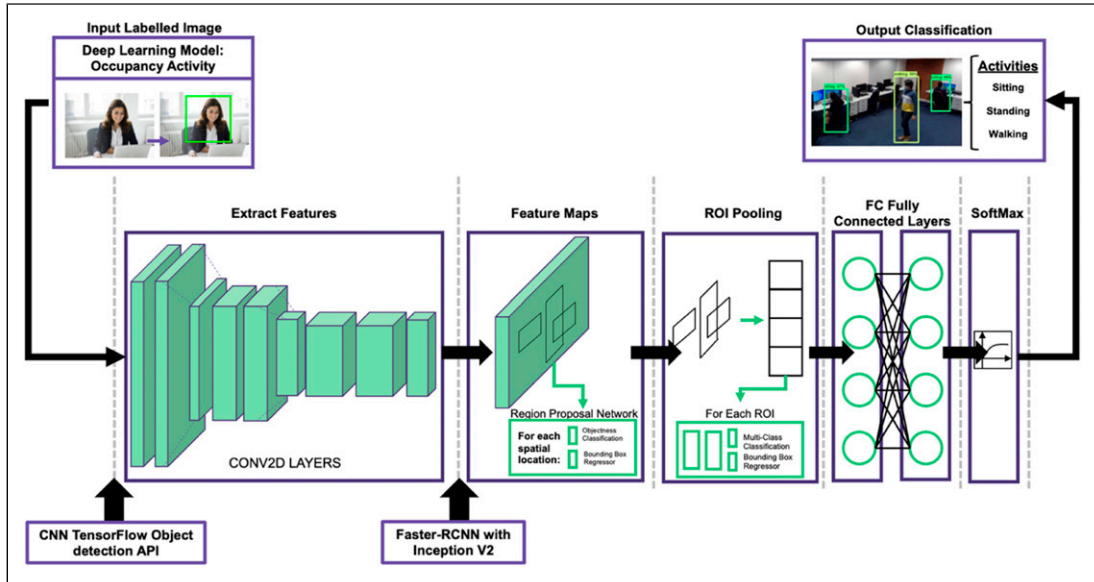 Input Labelled Image
Deep Learning Model:
Occupancy Activity
Output Classification
Activities
Sitting
Standing
Walking
Extract Features
CONV2D LAYERS
Feature Maps
Region Proposal Network
For each
spatial
location:
Objectness
Classification
Bounding Box
Regressor
ROI Pooling
For Each ROI
Multi-Class
Classification
Bounding Box
Regressor
FC Fully
Connected Layers
SoftMax
CNN TensorFlow Object
detection API
Faster-RCNN with
Inception V2